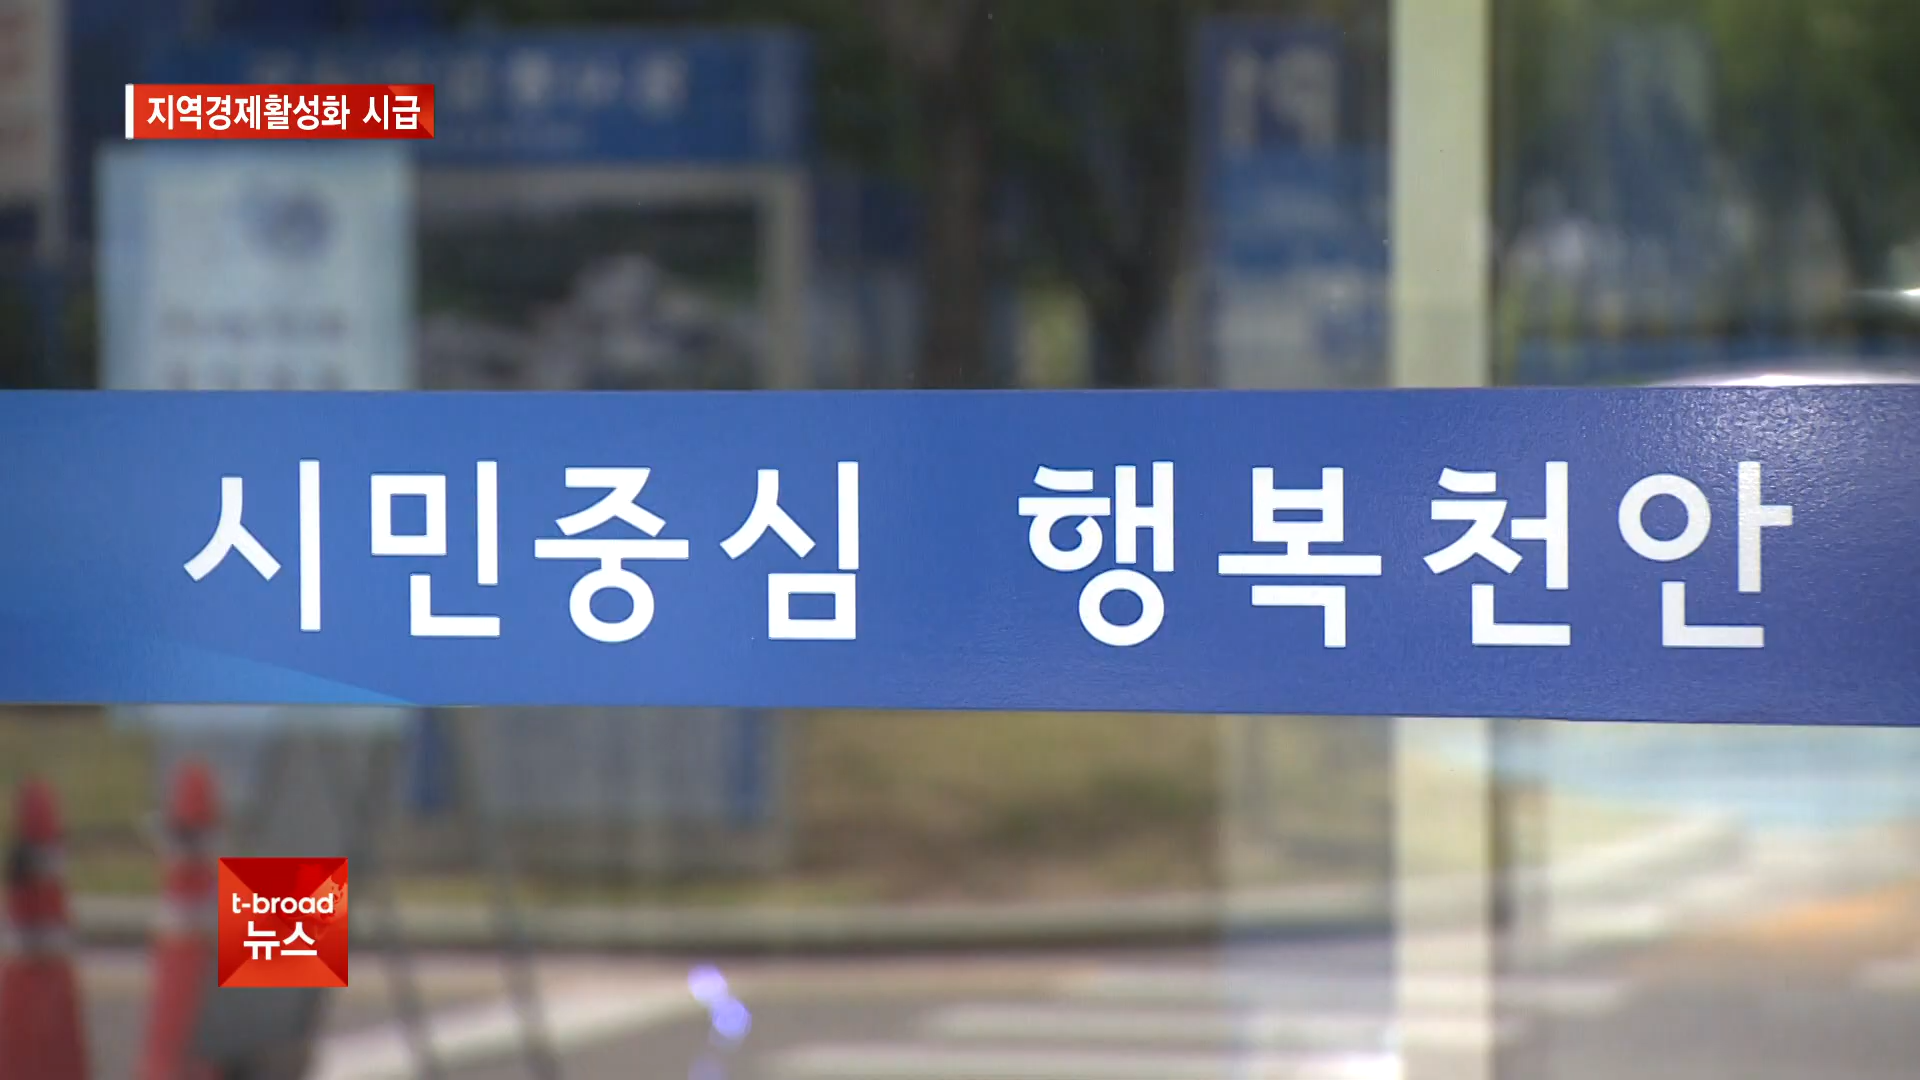 지역경제활성화 시급
시민중심 행복천안
t-broad
뉴스